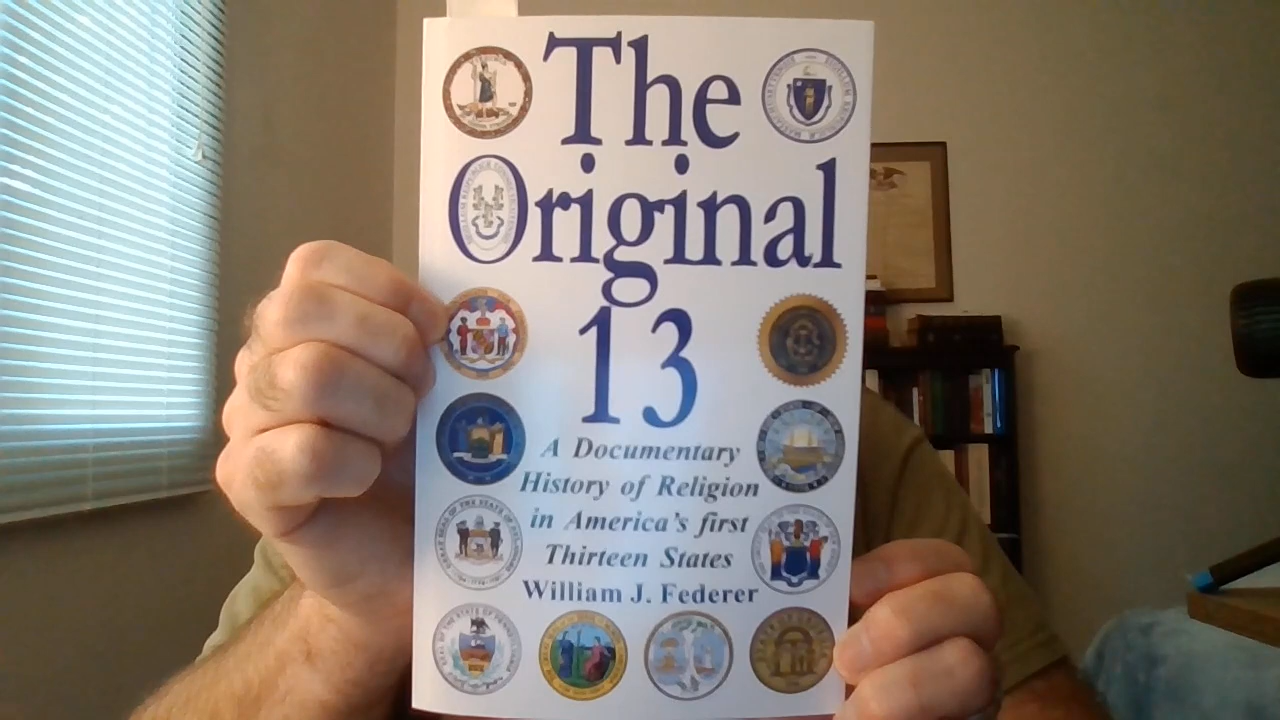 The
Original
13
A Documentary
History of Religion
in America's first
Thirteen States
William J. Federer